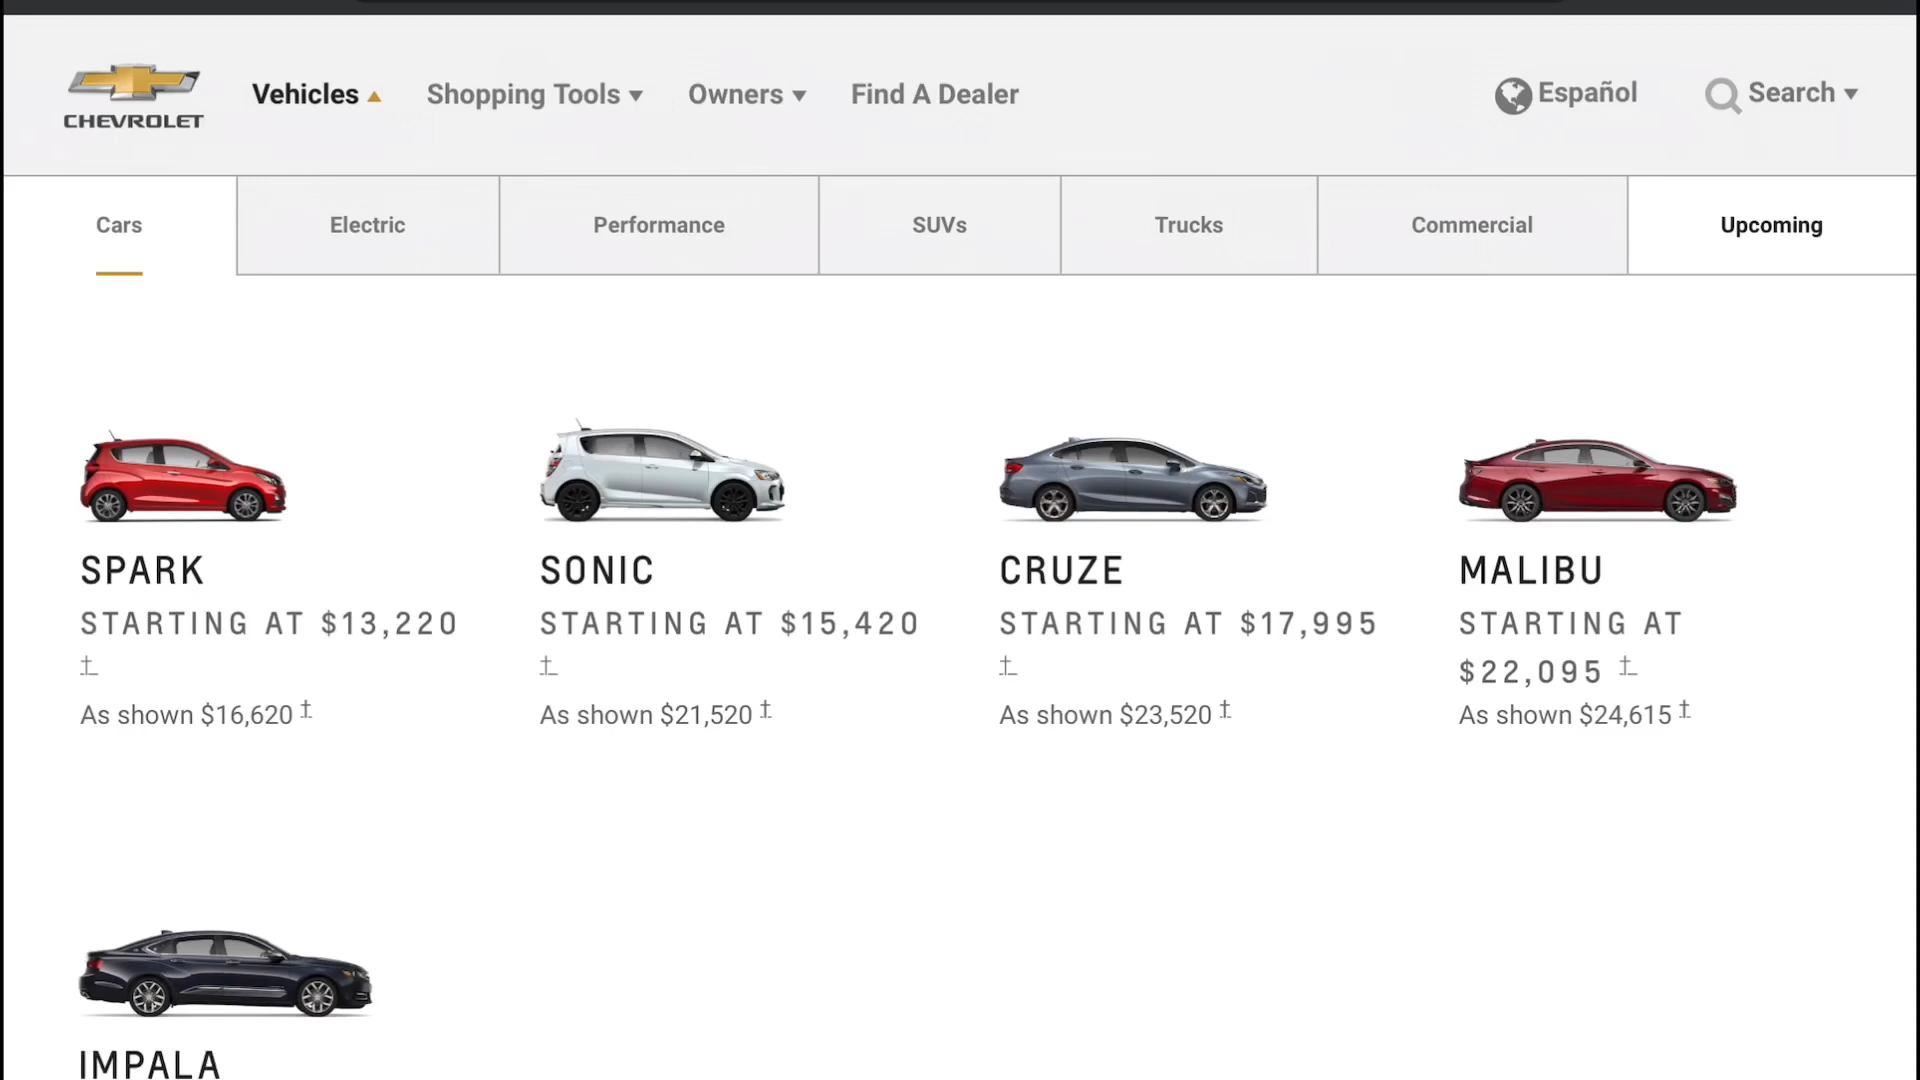 CHEVROLET
Vehicles Shopping Tools Owners Find A Dealer Español Search
Cars Electric Performance SUVs Trucks Commercial Upcoming
SPARK
STARTING AT $13,220
†
As shown $16,620 †
SONIC
STARTING AT $15,420
†
As shown $21,520 †
CRUZE
STARTING AT $17,995
†
As shown $23,520 †
MALIBU
STARTING AT
$22,095 †
As shown $24,615 †
IMPALA